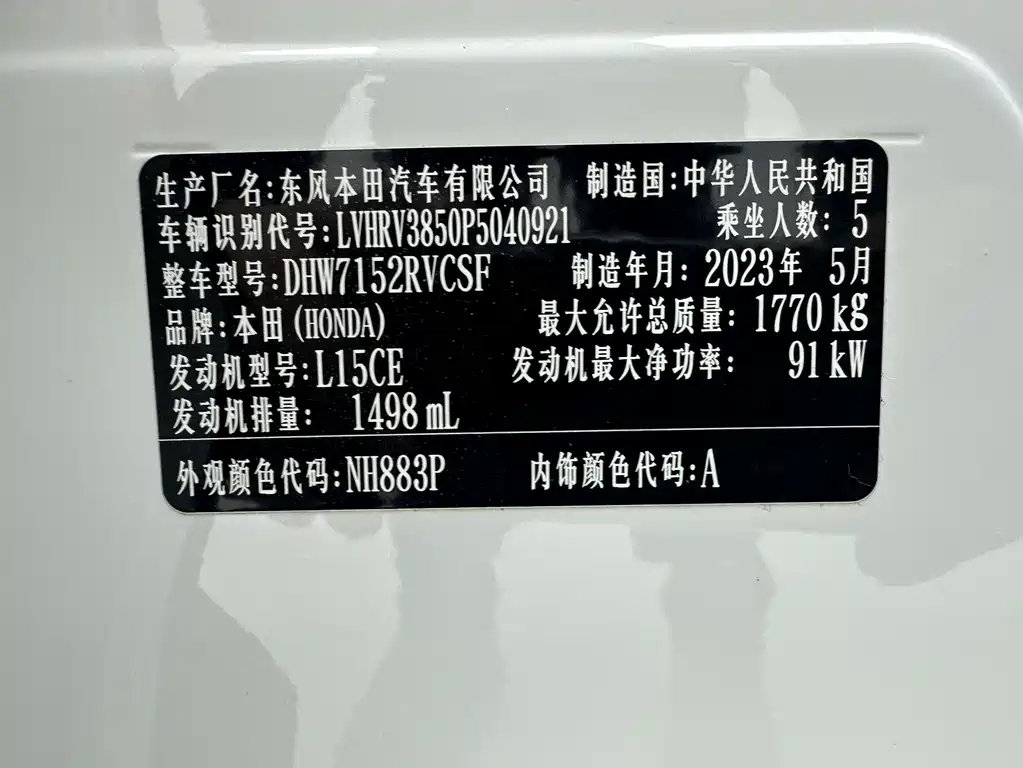 生产厂名:东风本田汽车有限公司 制造国:中华人民共和国
车辆识别代号:LVHRV3850P5040921 乘坐人数: 5
整车型号:DHW7152RVCSF 制造年月: 2023年 5月
品牌:本田(HONDA) 最大允许总质量: 1770 kg
发动机型号:L15CE 发动机最大净功率: 91 kW
发动机排量: 1498 mL
外观颜色代码:NH883P 内饰颜色代码:A